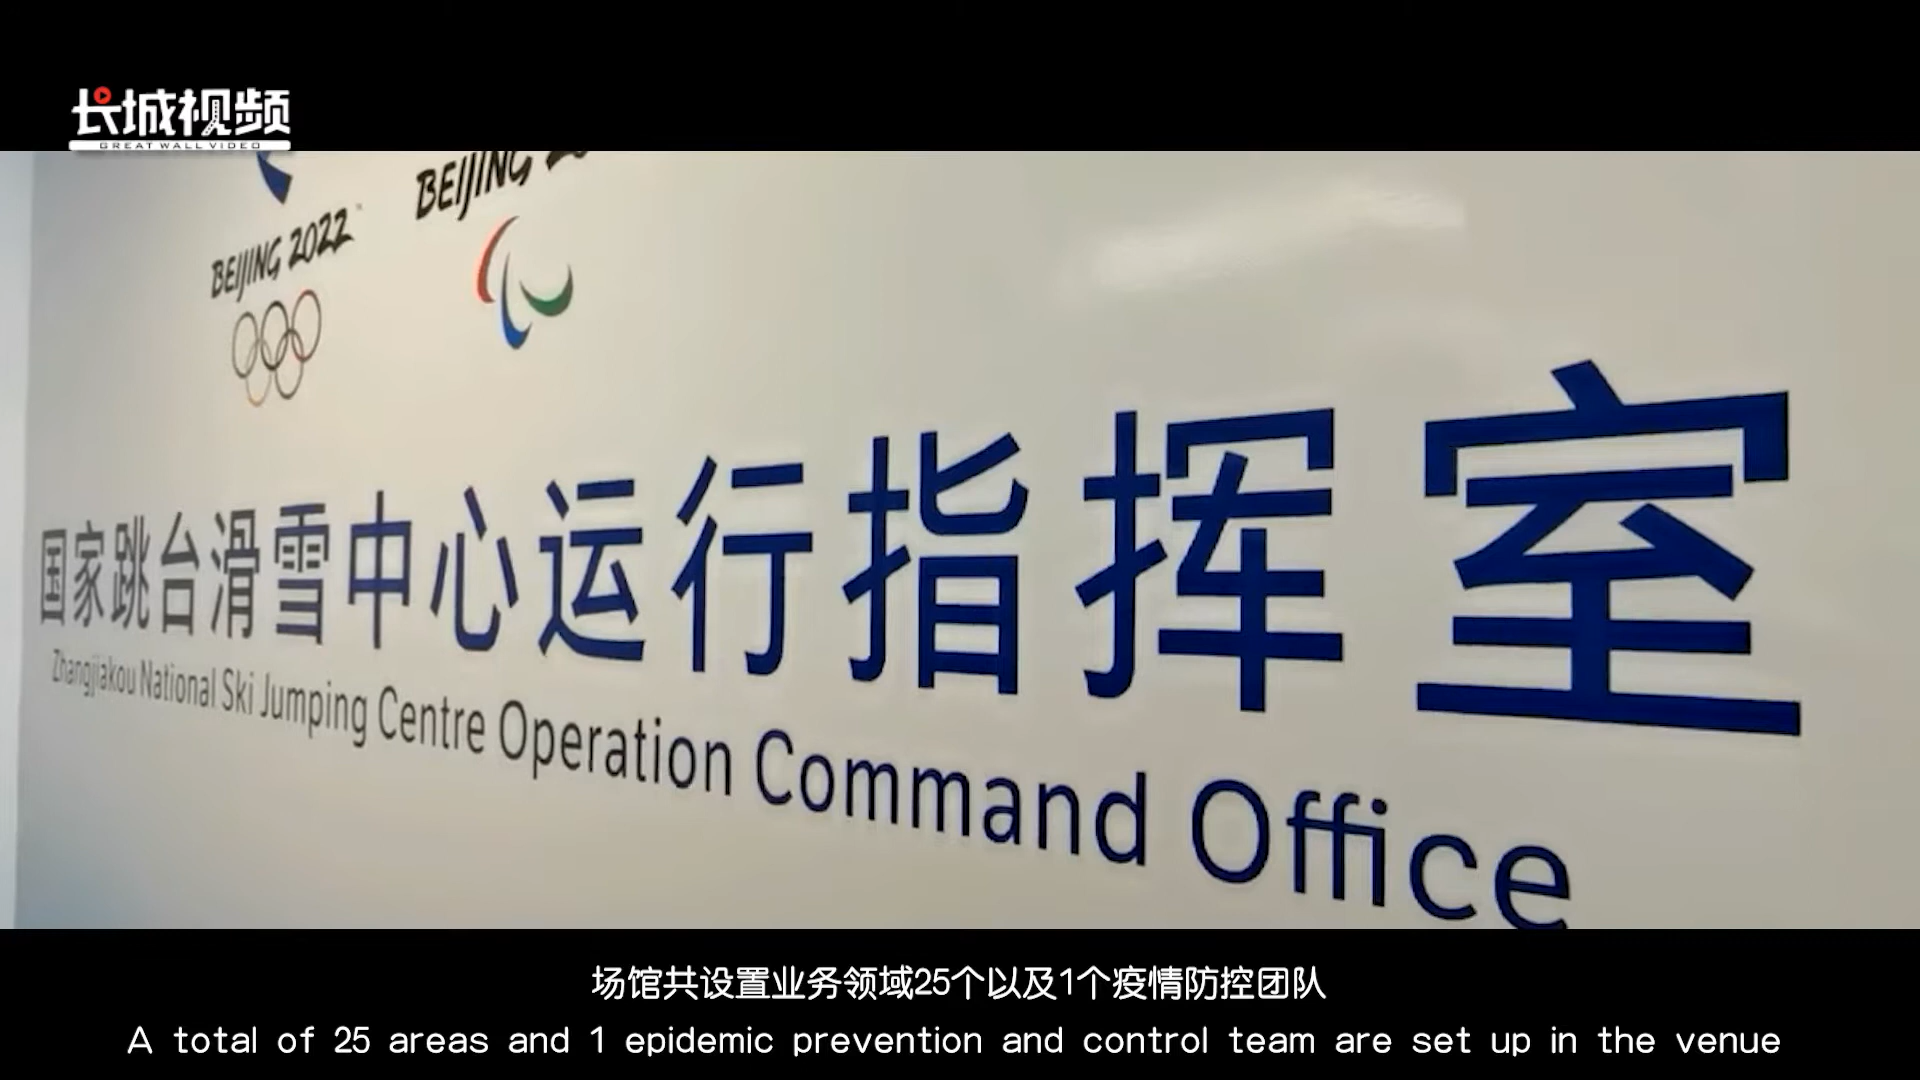 长城视频
GREAT WALL VIDEO
BEIJING 2022
BEIJING
国家跳台滑雪中心运行指挥室
Zhangjiakou National Ski Jumping Centre Operation Command Office
场馆共设置业务领域25个以及1个疫情防控团队
A total of 25 areas and 1 epidemic prevention and control team are set up in the venue